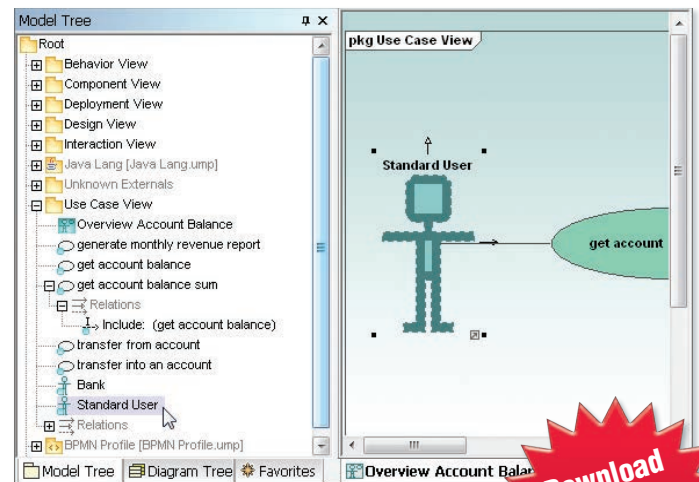 Model Tree
Root
Behavior View
Component View
Deployment View
Design View
Interaction View
Java Lang [Java Lang.ump]
Unknown Externals
Use Case View
Overview Account Balance
generate monthly revenue report
get account balance
get account balance sum
Relations
Include: (get account balance)
transfer from account
transfer into an account
Bank
Standard User
Relations
BPMN Profile [BPMN Profile.ump]
Model Tree
Diagram Tree
Favorites
pkg Use Case View
Standard User
get account
Overview Account Balan
Download